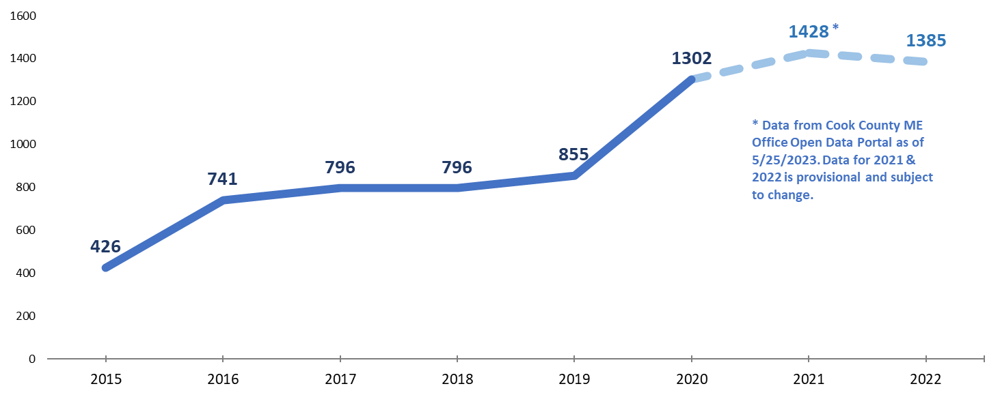 1600
1400
1200
1000
800
600
400
200
0
426
741
796
796
855
1302
1428 *
1385
* Data from Cook County ME
Office Open Data Portal as of
5/25/2023. Data for 2021 &
2022 is provisional and subject
to change.
2015 2016 2017 2018 2019 2020 2021 2022